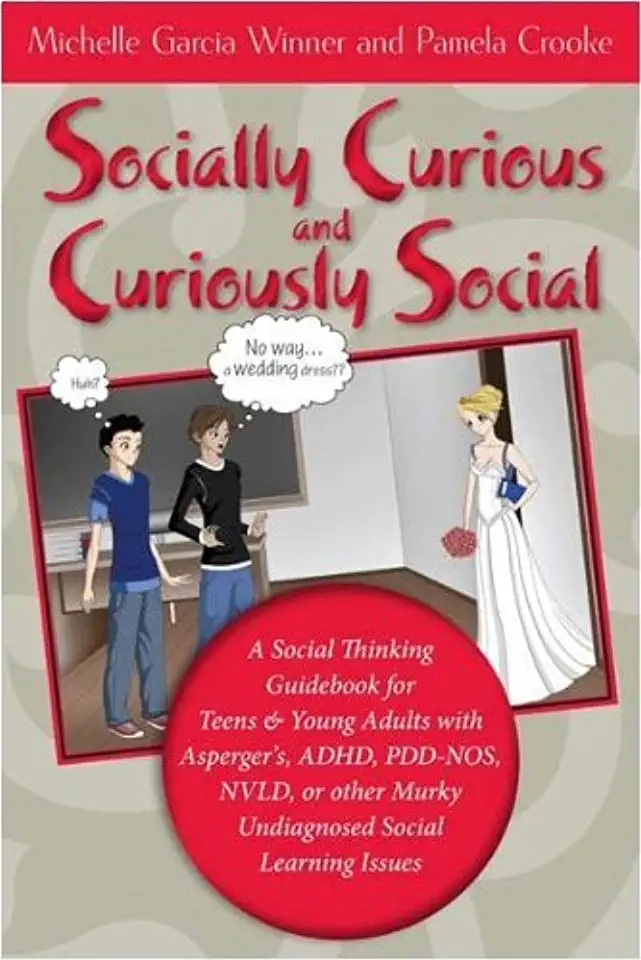 Michelle Garcia Winner and Pamela Crooke
Socially Curious
and
Curiously Social
No way...
a wedding dress??
Huh?
A Social Thinking
Guidebook for
Teens & Young Adults with
Asperger's, ADHD, PDD-NOS,
NVLD, or other Murky
Undiagnosed Social
Learning Issues